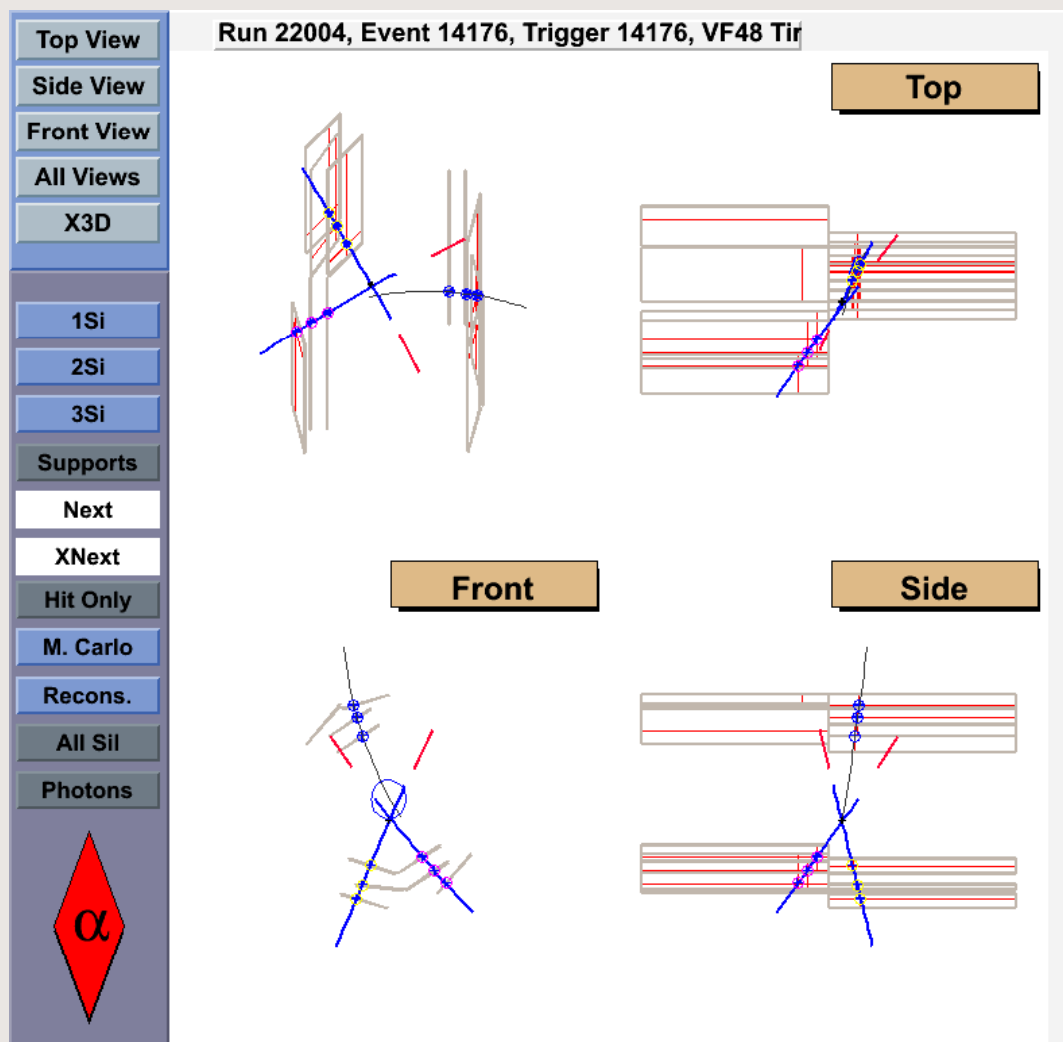 Run 22004, Event 14176, Trigger 14176, VF48 Tir
Top View
Side View
Front View
All Views
X3D
1Si
2Si
3Si
Supports
Next
XNext
Hit Only
M. Carlo
Recons.
All Sil
Photons
α
Top
Front
Side